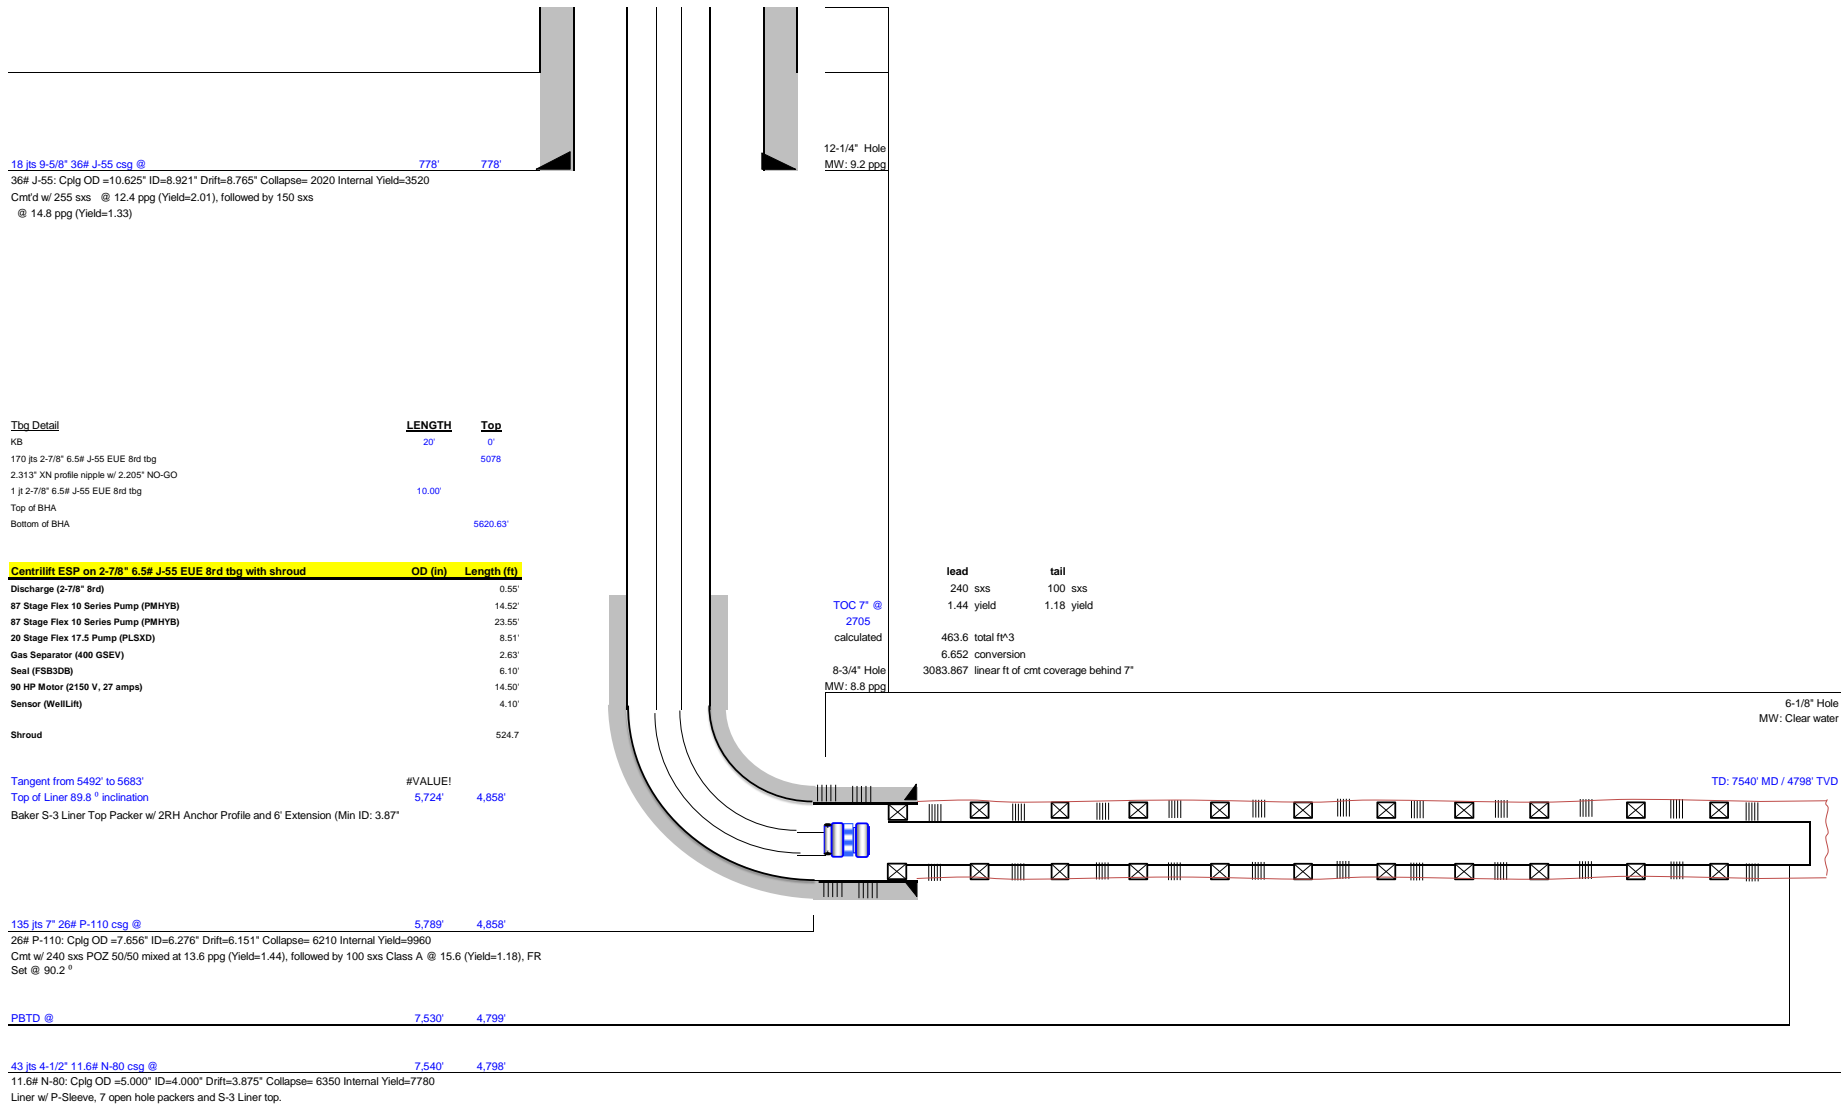 12-1/4" Hole
18 jts 9-5/8" 36# J-55 csg @ 778' 778' MW: 9.2 ppg
36# J-55: Cplg OD =10.625" ID=8.921" Drift=8.765" Collapse= 2020 Internal Yield=3520
Cmt'd w/ 255 sxs @ 12.4 ppg (Yield=2.01), followed by 150 sxs
@ 14.8 ppg (Yield=1.33)
Tbg Detail LENGTH Top
KB 20' 0'
170 jts 2-7/8" 6.5# J-55 EUE 8rd tbg 5078
2.313" XN profile nipple w/ 2.205" NO-GO
1 jt 2-7/8" 6.5# J-55 EUE 8rd tbg 10.00'
Top of BHA
Bottom of BHA 5620.63'
Centrilift ESP on 2-7/8" 6.5# J-55 EUE 8rd tbg with shroud OD (in) Length (ft)
Discharge (2-7/8" 8rd) 0.55'
87 Stage Flex 10 Series Pump (PMHYB) 14.52'
87 Stage Flex 10 Series Pump (PMHYB) 23.55'
20 Stage Flex 17.5 Pump (PLSXD) 8.51'
Gas Separator (400 GSEV) 2.63'
Seal (FSB3DB) 6.10'
90 HP Motor (2150 V, 27 amps) 14.50'
Sensor (WellLift) 4.10'
Shroud 524.7
lead tail
240 sxs 100 sxs
TOC 7" @ 1.44 yield 1.18 yield
2705
calculated 463.6 total ft^3
6.652 conversion
8-3/4" Hole 3083.867 linear ft of cmt coverage behind 7"
MW: 8.8 ppg
6-1/8" Hole
MW: Clear water
Tangent from 5492' to 5683' #VALUE! TD: 7540' MD / 4798' TVD
Top of Liner 89.8 ⁰ inclination 5,724' 4,858'
Baker S-3 Liner Top Packer w/ 2RH Anchor Profile and 6' Extension (Min ID: 3.87"
135 jts 7" 26# P-110 csg @ 5,789' 4,858'
26# P-110: Cplg OD =7.656" ID=6.276" Drift=6.151" Collapse= 6210 Internal Yield=9960
Cmt w/ 240 sxs POZ 50/50 mixed at 13.6 ppg (Yield=1.44), followed by 100 sxs Class A @ 15.6 (Yield=1.18), FR
Set @ 90.2 ⁰
PBTD @ 7,530' 4,799'
43 jts 4-1/2" 11.6# N-80 csg @ 7,540' 4,798'
11.6# N-80: Cplg OD =5.000" ID=4.000" Drift=3.875" Collapse= 6350 Internal Yield=7780
Liner w/ P-Sleeve, 7 open hole packers and S-3 Liner top.